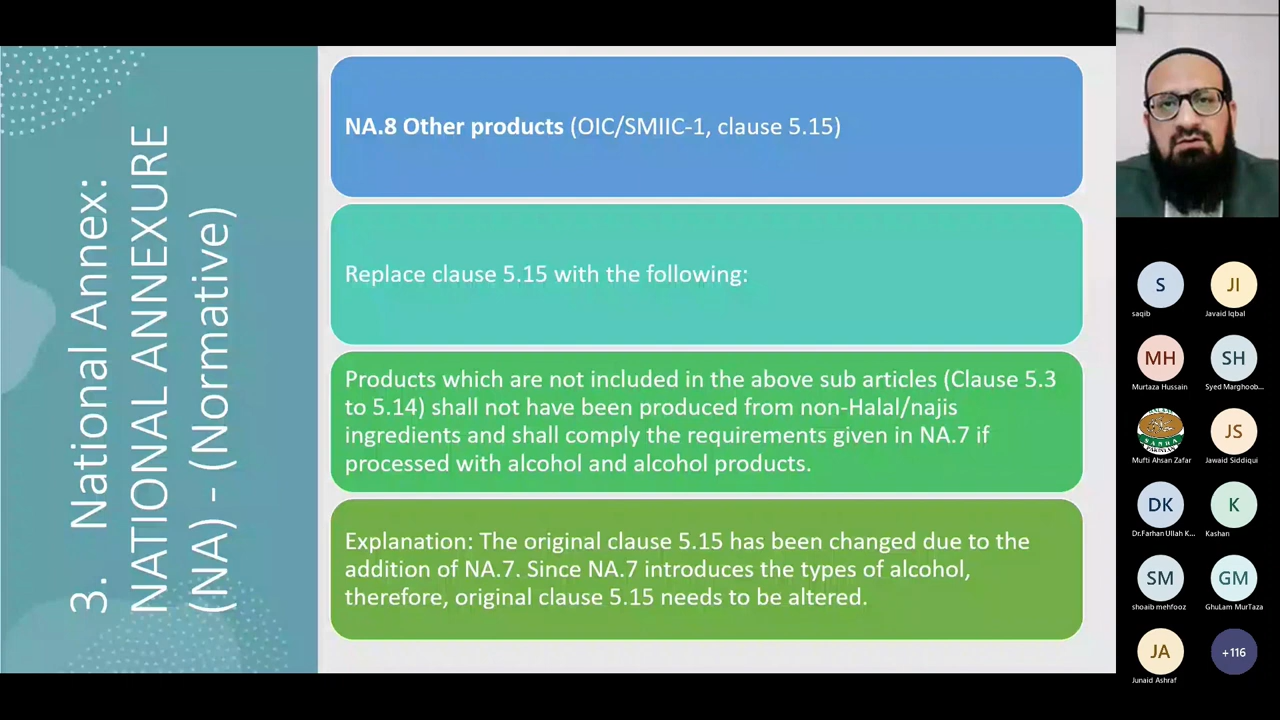 3. National Annex:
NATIONAL ANNEXURE
(NA) - (Normative)
NA.8 Other products (OIC/SMIIC-1, clause 5.15)
Replace clause 5.15 with the following:
Products which are not included in the above sub articles (Clause 5.3
to 5.14) shall not have been produced from non-Halal/najis
ingredients and shall comply the requirements given in NA.7 if
processed with alcohol and alcohol products.
Explanation: The original clause 5.15 has been changed due to the
addition of NA.7. Since NA.7 introduces the types of alcohol,
therefore, original clause 5.15 needs to be altered.
S
saqib
JI
Javaid Iqbal
MH
Murtaza Hussain
SH
Syed Marghoob...
SANHA
Mufti Ahsan Zafar
JS
Jawaid Siddiqui
DK
Dr.Farhan Ullah K...
K
Kashan
SM
shoaib mehfooz
GM
GhuLam MurTaza
JA
Junaid Ashraf
+116